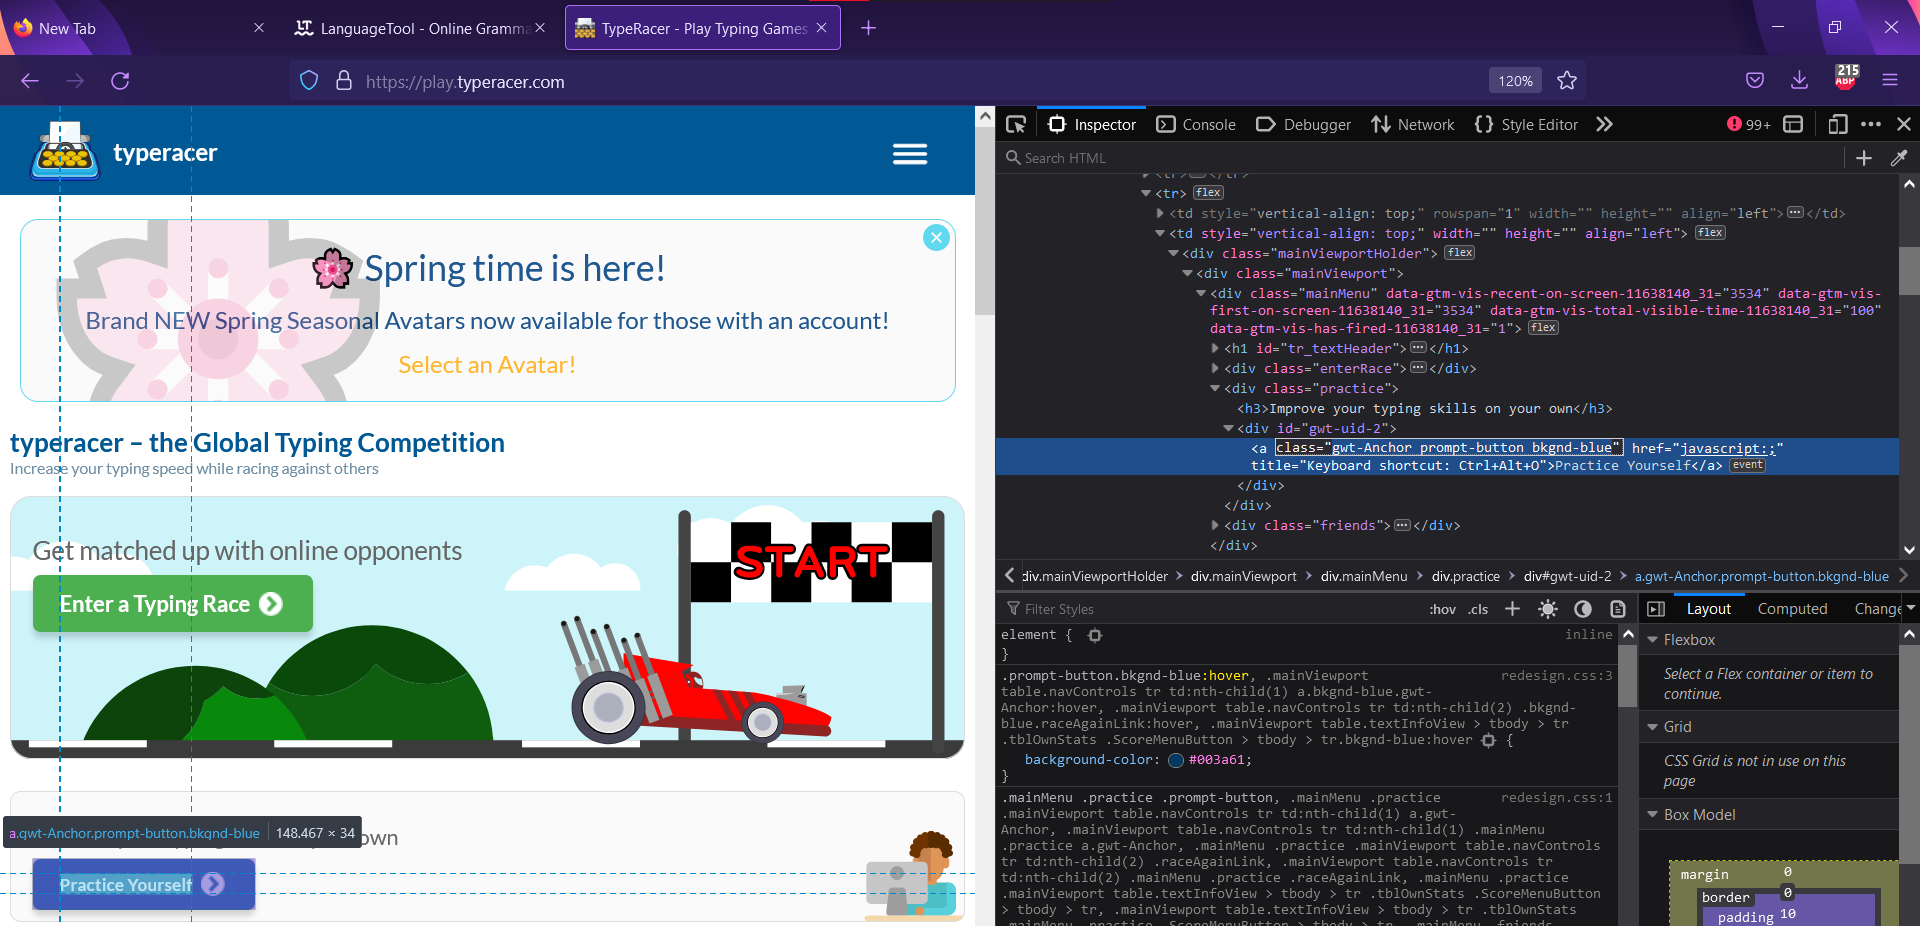 New Tab
LanguageTool - Online Gramma
TypeRacer - Play Typing Games
https://play.typeracer.com
120%
215
ABP
typeracer
Spring time is here!
Brand NEW Spring Seasonal Avatars now available for those with an account!
Select an Avatar!
typeracer – the Global Typing Competition
Increase your typing speed while racing against others
Get matched up with online opponents
Enter a Typing Race
START
a.gwt-Anchor.prompt-button.bkgnd-blue 148.467 × 34
own
Practice Yourself
Inspector Console Debugger Network Style Editor 99+
Search HTML
<tr> flex
<td style="vertical-align: top;" rowspan="1" width="" height="" align="left"></td>
<td style="vertical-align: top;" width="" height="" align="left"> flex
<div class="mainViewportHolder"> flex
<div class="mainViewport">
<div class="mainMenu" data-gtm-vis-recent-on-screen-11638140_31="3534" data-gtm-vis-
first-on-screen-11638140_31="3534" data-gtm-vis-total-visible-time-11638140_31="100"
data-gtm-vis-has-fired-11638140_31="1"> flex
<h1 id="tr_textHeader"></h1>
<div class="enterRace"></div>
<div class="practice">
<h3>Improve your typing skills on your own</h3>
<div id="gwt-uid-2">
<a class="gwt-Anchor prompt-button bkgnd-blue" href="javascript:;"
title="Keyboard shortcut: Ctrl+Alt+O">Practice Yourself</a> event
</div>
</div>
<div class="friends"></div>
</div>
div.mainViewportHolder > div.mainViewport > div.mainMenu > div.practice > div#gwt-uid-2 > a.gwt-Anchor.prompt-button.bkgnd-blue
Filter Styles :hov .cls
element { inline
}
.prompt-button.bkgnd-blue:hover, .mainViewport redesign.css:3
table.navControls tr td:nth-child(1) a.bkgnd-blue.gwt-
Anchor:hover, .mainViewport table.navControls tr td:nth-child(2) .bkgnd-
blue.raceAgainLink:hover, .mainViewport table.textInfoView > tbody > tr
.tblOwnStats .ScoreMenuButton > tbody > tr.bkgnd-blue:hover {
background-color: #003a61;
}
.mainMenu .practice .prompt-button, .mainMenu .practice redesign.css:1
.mainViewport table.navControls tr td:nth-child(1) a.gwt-
Anchor, .mainViewport table.navControls tr td:nth-child(1) .mainMenu
.practice a.gwt-Anchor, .mainMenu .practice .mainViewport table.navControls
tr td:nth-child(2) .raceAgainLink, .mainViewport table.navControls tr
td:nth-child(2) .mainMenu .practice .raceAgainLink, .mainMenu .practice
.mainViewport table.textInfoView > tbody > tr .tblOwnStats .ScoreMenuButton
> tbody > tr, .mainViewport table.textInfoView > tbody > tr .tblOwnStats
Layout Computed Change
Flexbox
Select a Flex container or item to
continue.
Grid
CSS Grid is not in use on this
page
Box Model
margin 0
border 0
padding 10